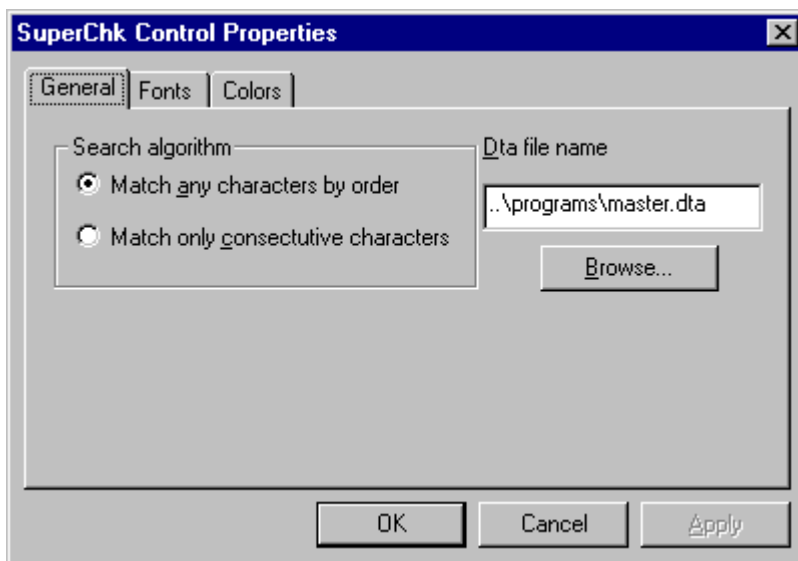 SuperChk Control Properties
General Fonts Colors
Search algorithm
Match any characters by order
Match only consectutive characters
Dta file name
..\programs\master.dta
Browse...
OK Cancel Apply